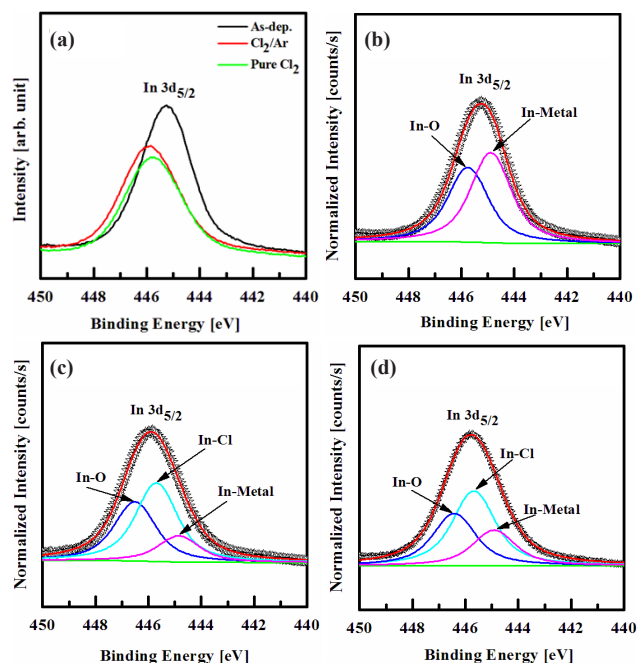 (a)
As-dep.
Cl2/Ar
Pure Cl2
In 3d5/2
Intensity [arb. unit]
450 448 446 444 442 440
Binding Energy [eV]
(b)
In 3d5/2
In-Metal
In-O
Normalized Intensity [counts/s]
450 448 446 444 442 440
Binding Energy [eV]
(c)
In 3d5/2
In-Cl
In-O
In-Metal
Normalized Intensity [counts/s]
450 448 446 444 442 440
Binding Energy [eV]
(d)
In 3d5/2
In-Cl
In-O
In-Metal
Normalized Intensity [counts/s]
450 448 446 444 442 440
Binding Energy [eV]